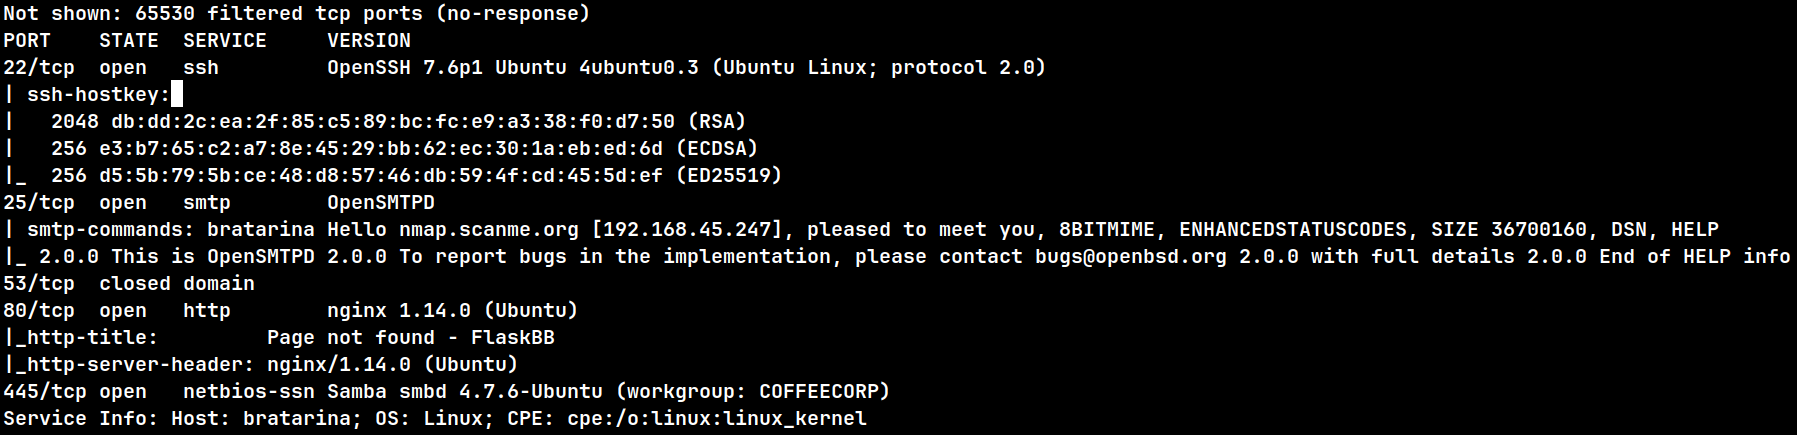 Not shown: 65530 filtered tcp ports (no-response)
PORT    STATE  SERVICE     VERSION
22/tcp  open   ssh         OpenSSH 7.6p1 Ubuntu 4ubuntu0.3 (Ubuntu Linux; protocol 2.0)
| ssh-hostkey:
|   2048 db:dd:2c:ea:2f:85:c5:89:bc:fc:e9:a3:38:f0:d7:50 (RSA)
|   256 e3:b7:65:c2:a7:8e:45:29:bb:62:ec:30:1a:eb:ed:6d (ECDSA)
|_  256 d5:5b:79:5b:ce:48:d8:57:46:db:59:4f:cd:45:5d:ef (ED25519)
25/tcp  open   smtp        OpenSMTPD
| smtp-commands: bratarina Hello nmap.scanme.org [192.168.45.247], pleased to meet you, 8BITMIME, ENHANCEDSTATUSCODES, SIZE 36700160, DSN, HELP
|_ 2.0.0 This is OpenSMTPD 2.0.0 To report bugs in the implementation, please contact bugs@openbsd.org 2.0.0 with full details 2.0.0 End of HELP info
53/tcp  closed domain
80/tcp  open   http        nginx 1.14.0 (Ubuntu)
|_http-title:         Page not found - FlaskBB
|_http-server-header: nginx/1.14.0 (Ubuntu)
445/tcp open   netbios-ssn Samba smbd 4.7.6-Ubuntu (workgroup: COFFEECORP)
Service Info: Host: bratarina; OS: Linux; CPE: cpe:/o:linux:linux_kernel